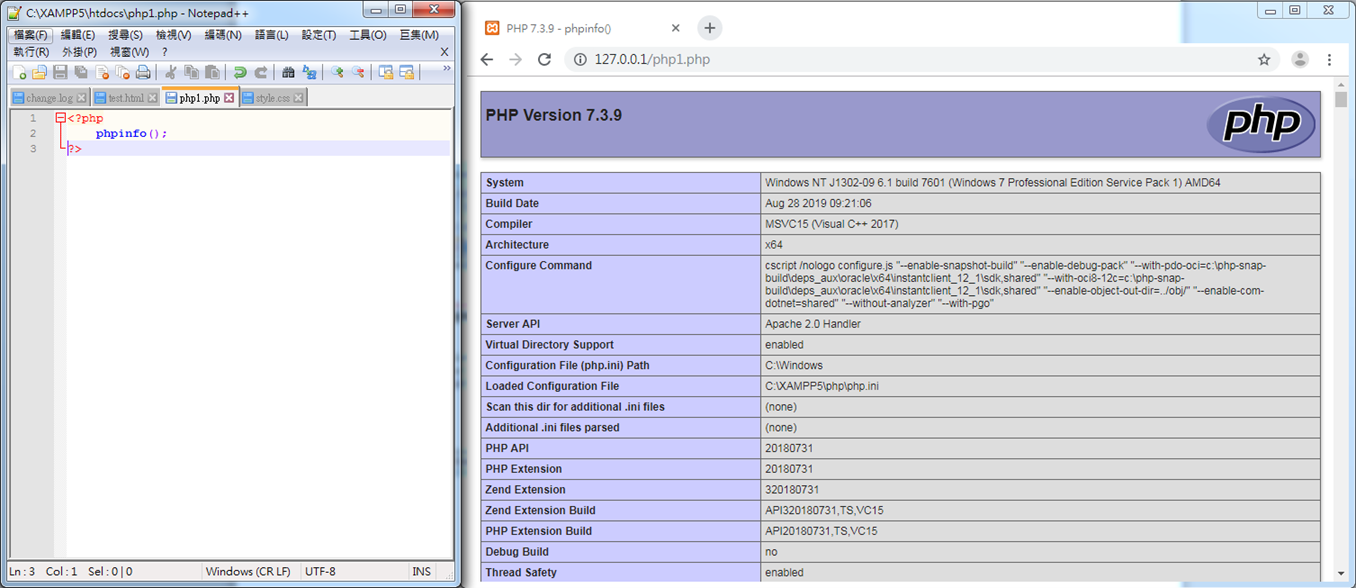 C:\XAMPP5\htdocs\php1.php - Notepad++
檔案(F) 編輯(E) 搜尋(S) 檢視(V) 編碼(N) 語言(L) 設定(T) 工具(O) 巨集(M)
執行(R) 外掛(P) 視窗(W) ? X
change.log test.html php1.php style.css
1 <?php
2 phpinfo();
3 ?>
Ln : 3 Col : 1 Sel : 0 | 0 Windows (CR LF) UTF-8 INS
PHP 7.3.9 - phpinfo()
127.0.0.1/php1.php
PHP Version 7.3.9
php
System Windows NT J1302-09 6.1 build 7601 (Windows 7 Professional Edition Service Pack 1) AMD64
Build Date Aug 28 2019 09:21:06
Compiler MSVC15 (Visual C++ 2017)
Architecture x64
Configure Command cscript /nologo configure.js "--enable-snapshot-build" "--enable-debug-pack" "--with-pdo-oci=c:\php-snap-
build\deps_aux\oracle\x64\instantclient_12_1\sdk,shared" "--with-oci8-12c=c:\php-snap-
build\deps_aux\oracle\x64\instantclient_12_1\sdk,shared" "--enable-object-out-dir=../obj/" "--enable-com-
dotnet=shared" "--without-analyzer" "--with-pgo"
Server API Apache 2.0 Handler
Virtual Directory Support enabled
Configuration File (php.ini) Path C:\Windows
Loaded Configuration File C:\XAMPP5\php\php.ini
Scan this dir for additional .ini files (none)
Additional .ini files parsed (none)
PHP API 20180731
PHP Extension 20180731
Zend Extension 320180731
Zend Extension Build API320180731,TS,VC15
PHP Extension Build API20180731,TS,VC15
Debug Build no
Thread Safety enabled